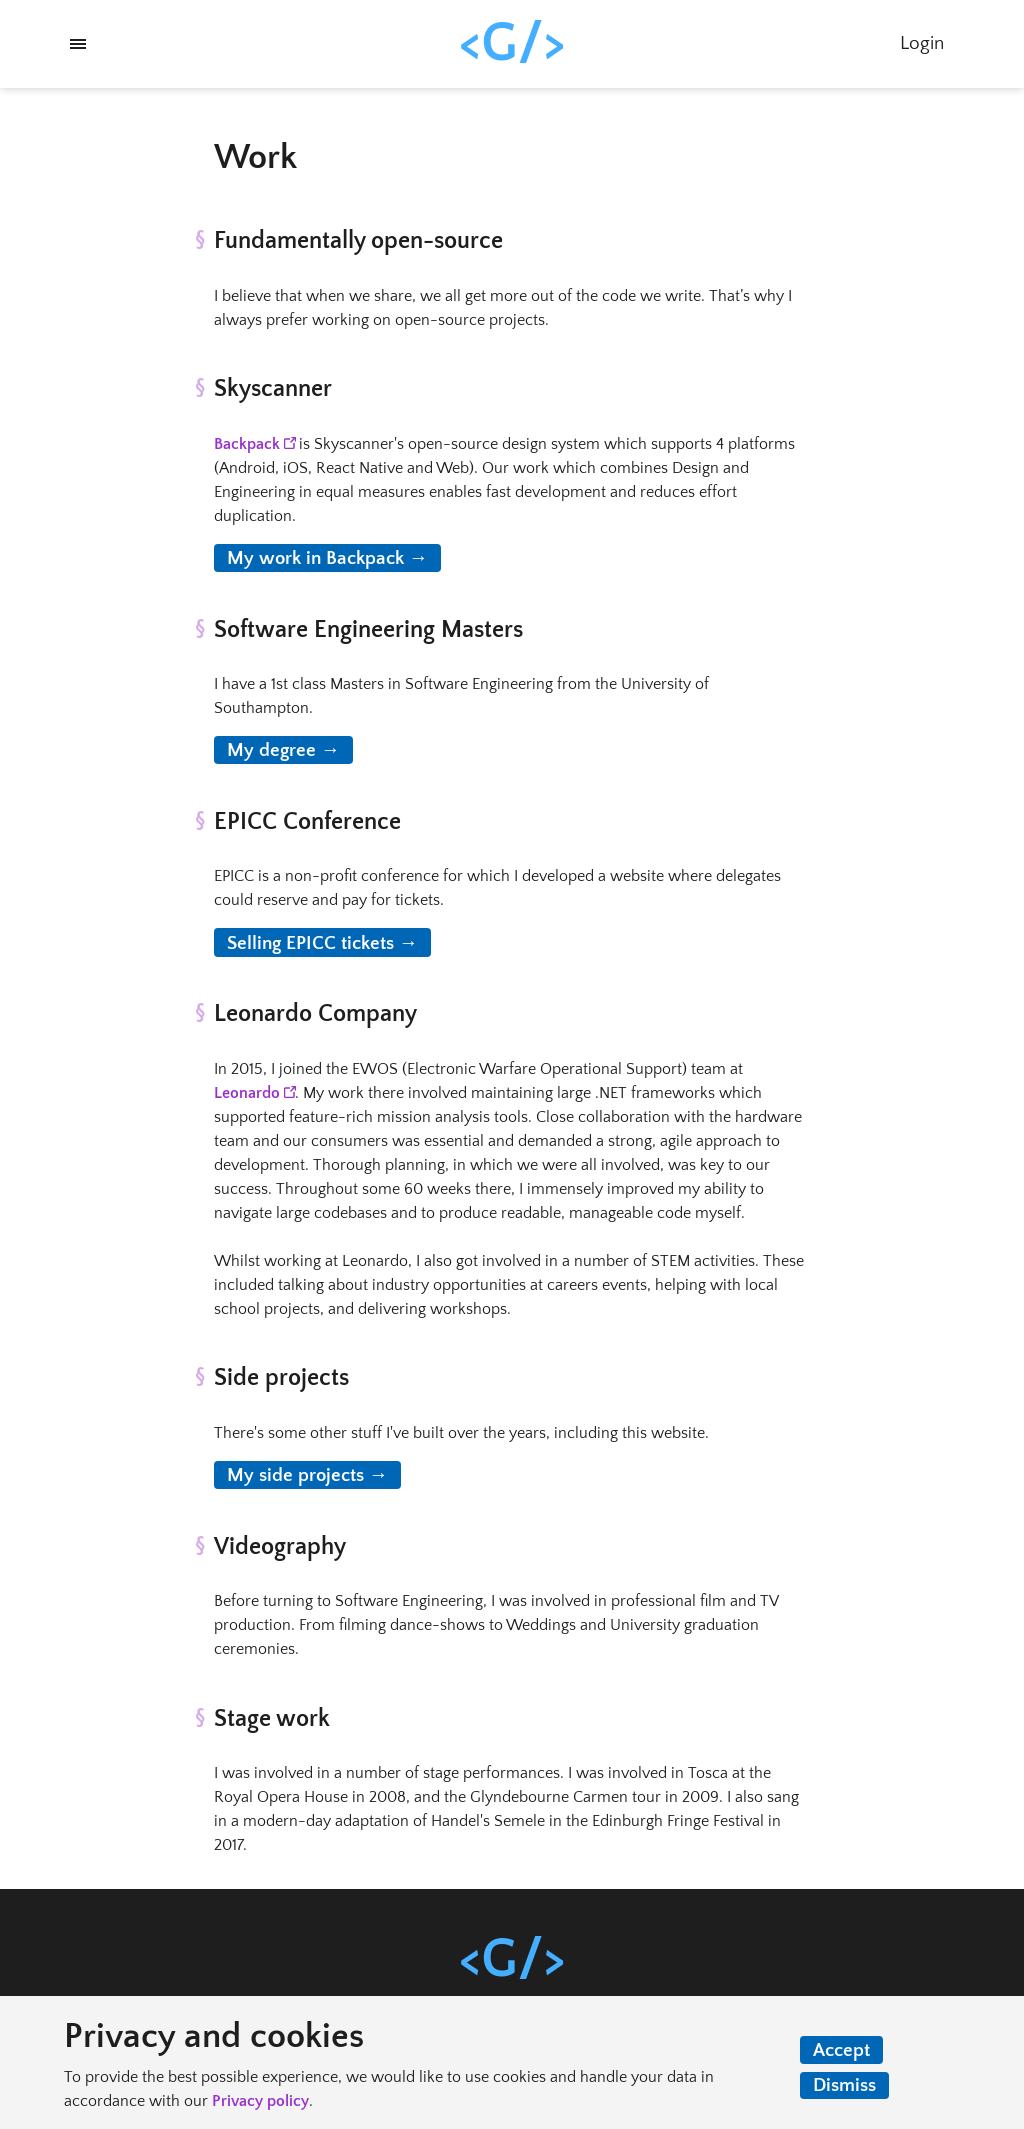 <G/>
Login
Work
§ Fundamentally open-source
I believe that when we share, we all get more out of the code we write. That’s why I
always prefer working on open-source projects.
§ Skyscanner
Backpack is Skyscanner's open-source design system which supports 4 platforms
(Android, iOS, React Native and Web). Our work which combines Design and
Engineering in equal measures enables fast development and reduces effort
duplication.
My work in Backpack →
§ Software Engineering Masters
I have a 1st class Masters in Software Engineering from the University of
Southampton.
My degree →
§ EPICC Conference
EPICC is a non-profit conference for which I developed a website where delegates
could reserve and pay for tickets.
Selling EPICC tickets →
§ Leonardo Company
In 2015, I joined the EWOS (Electronic Warfare Operational Support) team at
Leonardo. My work there involved maintaining large .NET frameworks which
supported feature-rich mission analysis tools. Close collaboration with the hardware
team and our consumers was essential and demanded a strong, agile approach to
development. Thorough planning, in which we were all involved, was key to our
success. Throughout some 60 weeks there, I immensely improved my ability to
navigate large codebases and to produce readable, manageable code myself.
Whilst working at Leonardo, I also got involved in a number of STEM activities. These
included talking about industry opportunities at careers events, helping with local
school projects, and delivering workshops.
§ Side projects
There's some other stuff I've built over the years, including this website.
My side projects →
§ Videography
Before turning to Software Engineering, I was involved in professional film and TV
production. From filming dance-shows to Weddings and University graduation
ceremonies.
§ Stage work
I was involved in a number of stage performances. I was involved in Tosca at the
Royal Opera House in 2008, and the Glyndebourne Carmen tour in 2009. I also sang
in a modern-day adaptation of Handel's Semele in the Edinburgh Fringe Festival in
2017.
<G/>
Privacy and cookies
To provide the best possible experience, we would like to use cookies and handle your data in
accordance with our Privacy policy.
Accept
Dismiss